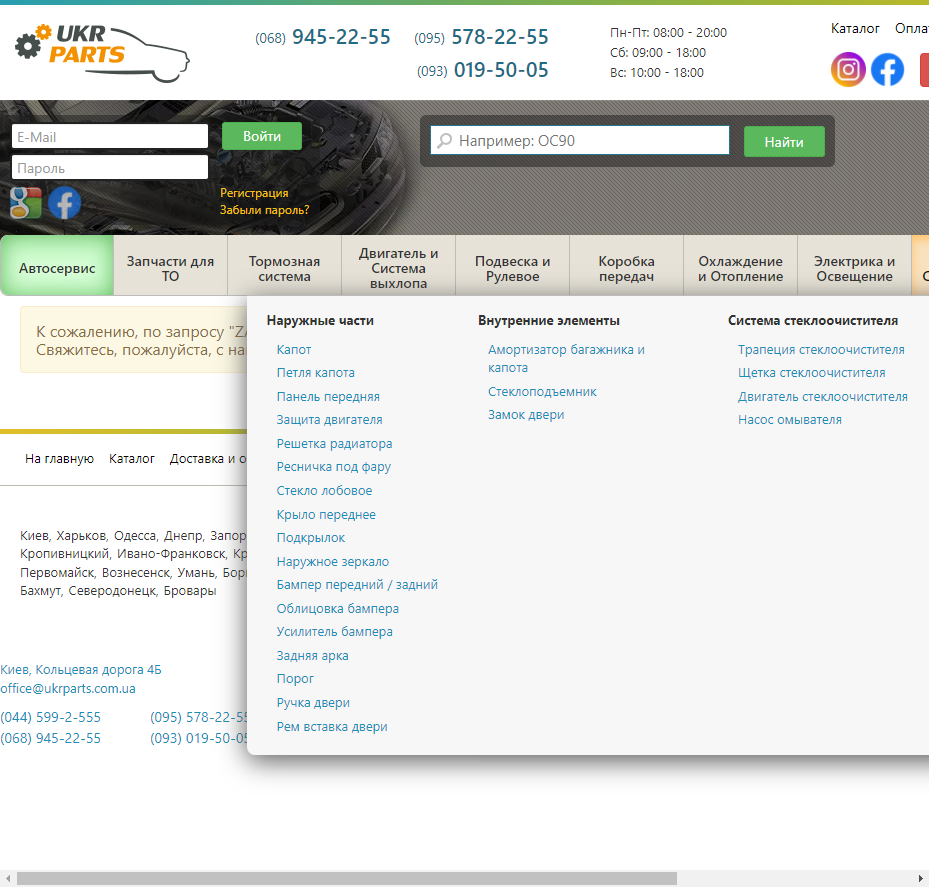 UKR
PARTS
(068) 945-22-55
(095) 578-22-55
(093) 019-50-05
Пн-Пт: 08:00 - 20:00
Сб: 09:00 - 18:00
Вс: 10:00 - 18:00
Каталог
E-Mail
Войти
Пароль
Регистрация
Забыли пароль?
Например: OC90
Найти
Автосервис
Запчасти для
ТО
Тормозная
система
Двигатель и
Система
выхлопа
Подвеска и
Рулевое
Коробка
передач
Охлаждение
и Отопление
Электрика и
Освещение
К сожалению, по запросу
Свяжитесь, пожалуйста, с
Наружные части
Капот
Петля капота
Панель передняя
Защита двигателя
Решетка радиатора
Ресничка под фару
Стекло лобовое
Крыло переднее
Подкрылок
Наружное зеркало
Бампер передний / задний
Облицовка бампера
Усилитель бампера
Задняя арка
Порог
Ручка двери
Рем вставка двери
Внутренние элементы
Амортизатор багажника и
капота
Стеклоподъемник
Замок двери
Система стеклоочистителя
Трапеция стеклоочистителя
Щетка стеклоочистителя
Двигатель стеклоочистителя
Насос омывателя
На главную
Каталог
Доставка и
Киев, Харьков, Одесса, Днепр,
Кропивницкий, Ивано-Франковск,
Первомайск, Вознесенск, Умань,
Бахмут, Северодонецк, Бровары
Киев, Кольцевая дорога 4Б
office@ukrparts.com.ua
(044) 599-2-555
(095) 578-22-55
(068) 945-22-55
(093) 019-50-05